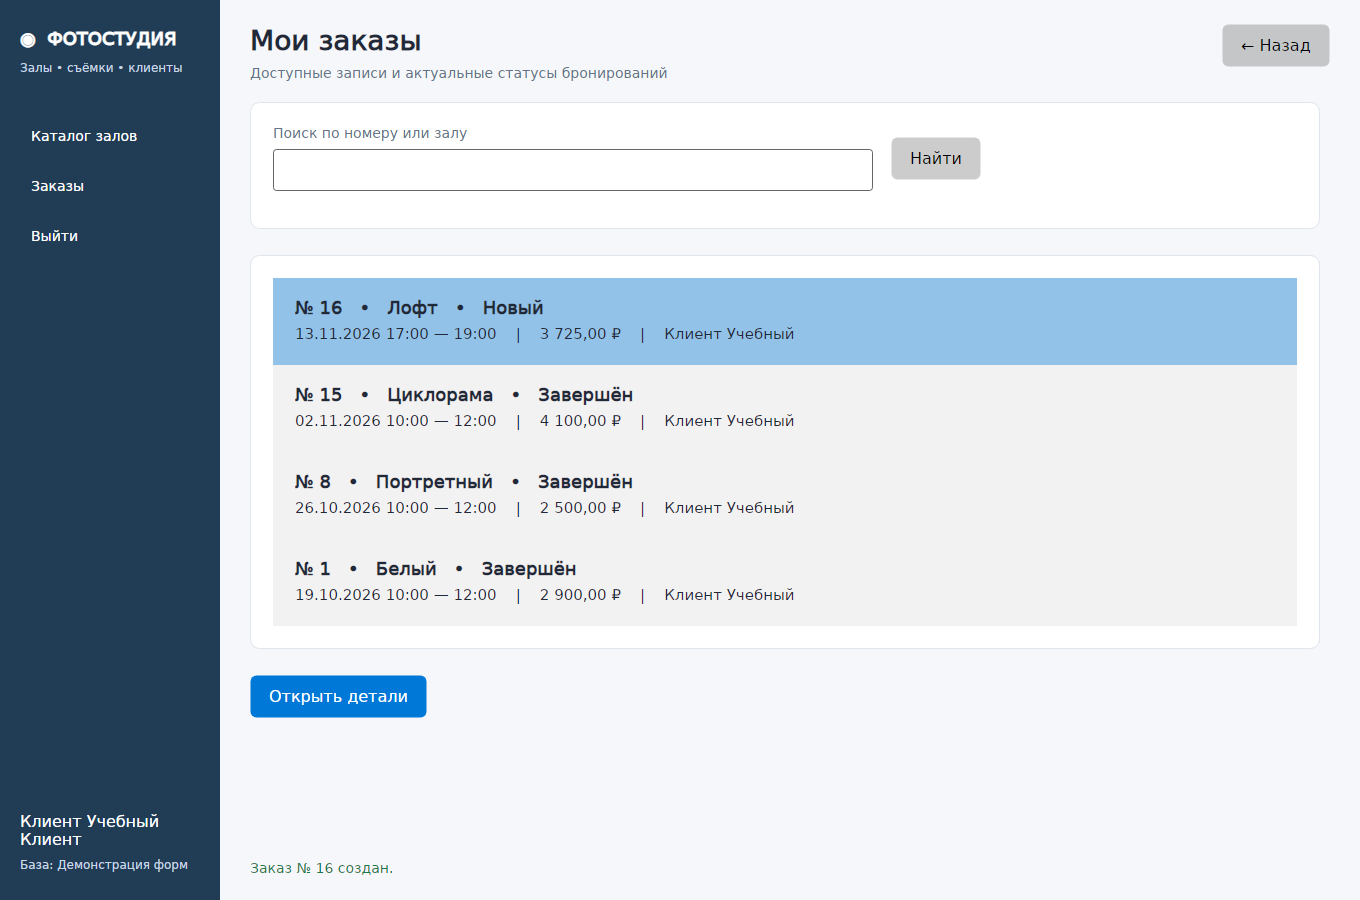 ◉ ФОТОСТУДИЯ
Залы • съёмки • клиенты
Каталог залов
Заказы
Выйти
Клиент Учебный
Клиент
База: Демонстрация форм
Мои заказы
Доступные записи и актуальные статусы бронирований
← Назад
Поиск по номеру или залу
Найти
№ 16 • Лофт • Новый
13.11.2026 17:00 — 19:00 | 3 725,00 ₽ | Клиент Учебный
№ 15 • Циклорама • Завершён
02.11.2026 10:00 — 12:00 | 4 100,00 ₽ | Клиент Учебный
№ 8 • Портретный • Завершён
26.10.2026 10:00 — 12:00 | 2 500,00 ₽ | Клиент Учебный
№ 1 • Белый • Завершён
19.10.2026 10:00 — 12:00 | 2 900,00 ₽ | Клиент Учебный
Открыть детали
Заказ № 16 создан.